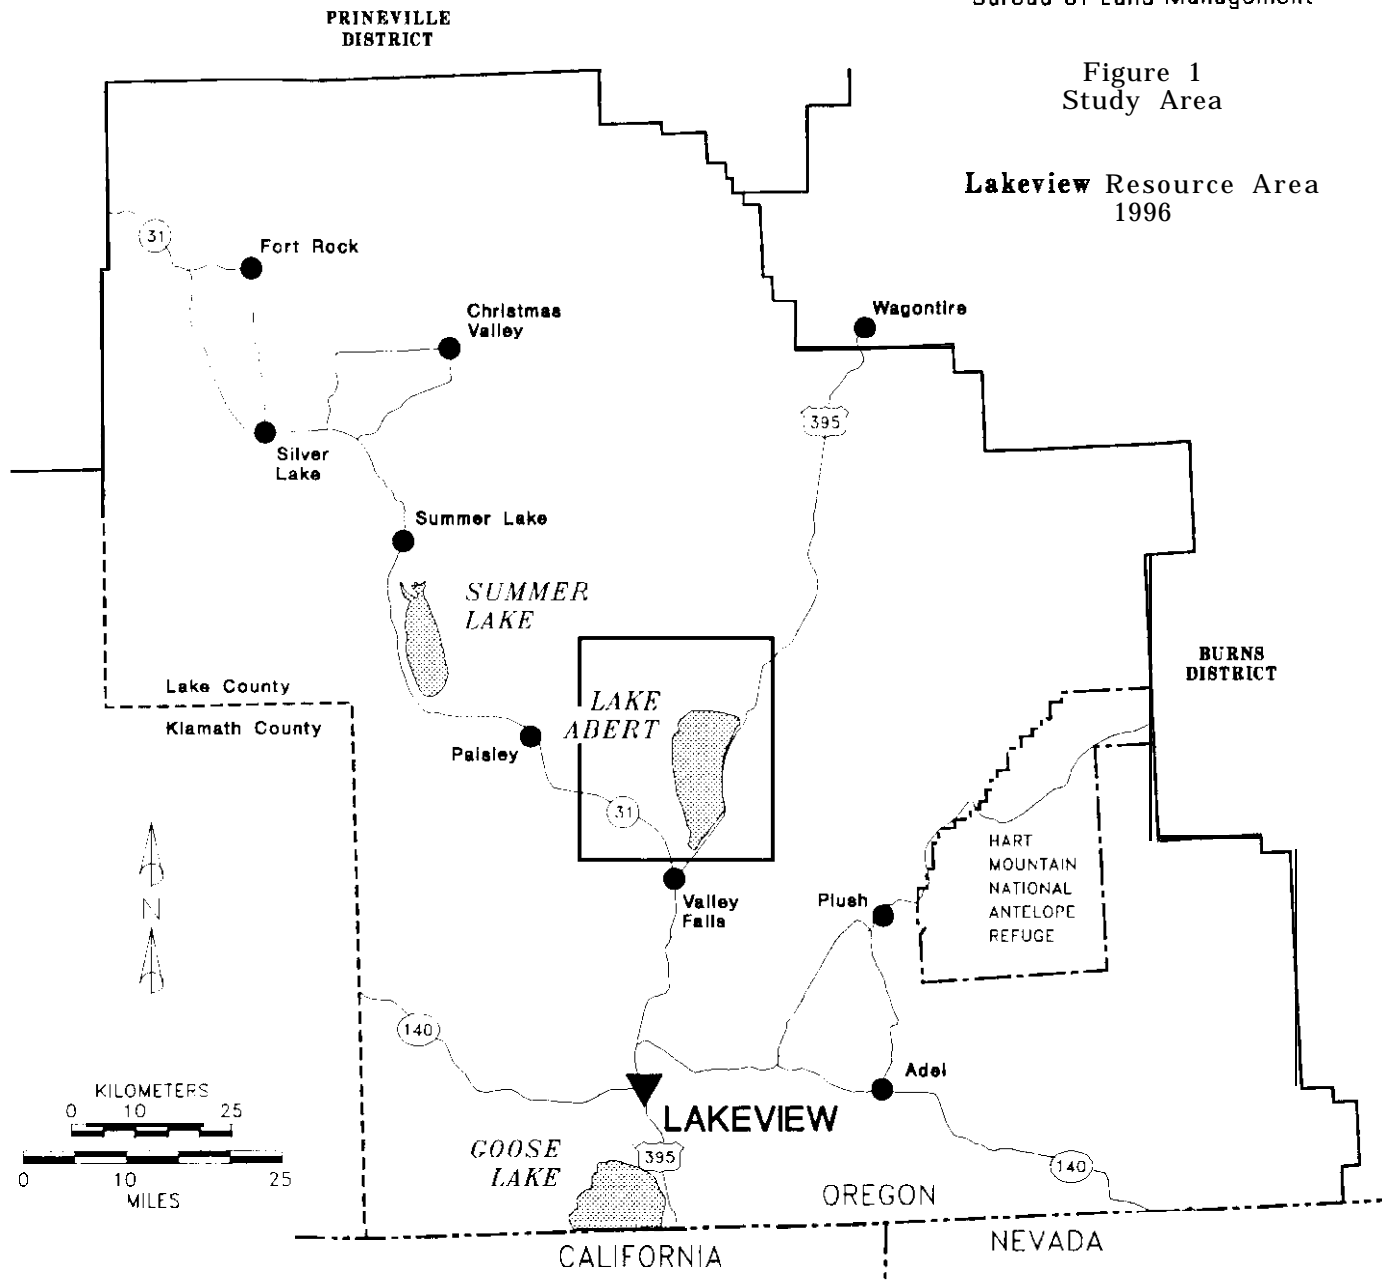 Bureau of Land Management
PRINEVILLE
DISTRICT
Figure 1
Study Area
Lakeview Resource Area
1996
31
Fort Rock
Christmas
Valley
Wagontire
395
Silver
Lake
Summer Lake
SUMMER
LAKE
BURNS
DISTRICT
Lake County
Klamath County
LAKE
ABERT
Paisley
31
HART
MOUNTAIN
NATIONAL
ANTELOPE
REFUGE
N
Valley
Falls
Plush
140
Adel
KILOMETERS
0 10 25
0 10 25
MILES
LAKEVIEW
GOOSE
LAKE
395
140
OREGON
CALIFORNIA
NEVADA